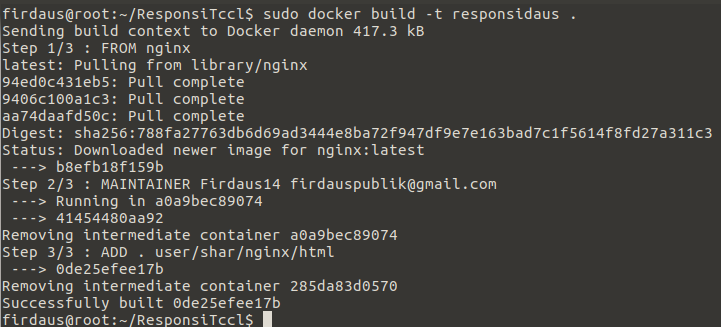 firdaus@root:~/ResponsiTccl$ sudo docker build -t responsidaus .
Sending build context to Docker daemon 417.3 kB
Step 1/3 : FROM nginx
latest: Pulling from library/nginx
94ed0c431eb5: Pull complete
9406c100a1c3: Pull complete
aa74daafd50c: Pull complete
Digest: sha256:788fa27763db6d69ad3444e8ba72f947df9e7e163bad7c1f5614f8fd27a311c3
Status: Downloaded newer image for nginx:latest
 ---> b8efb18f159b
Step 2/3 : MAINTAINER Firdaus14 firdauspublik@gmail.com
 ---> Running in a0a9bec89074
 ---> 41454480aa92
Removing intermediate container a0a9bec89074
Step 3/3 : ADD . user/shar/nginx/html
 ---> 0de25efee17b
Removing intermediate container 285da83d0570
Successfully built 0de25efee17b
firdaus@root:~/ResponsiTccl$